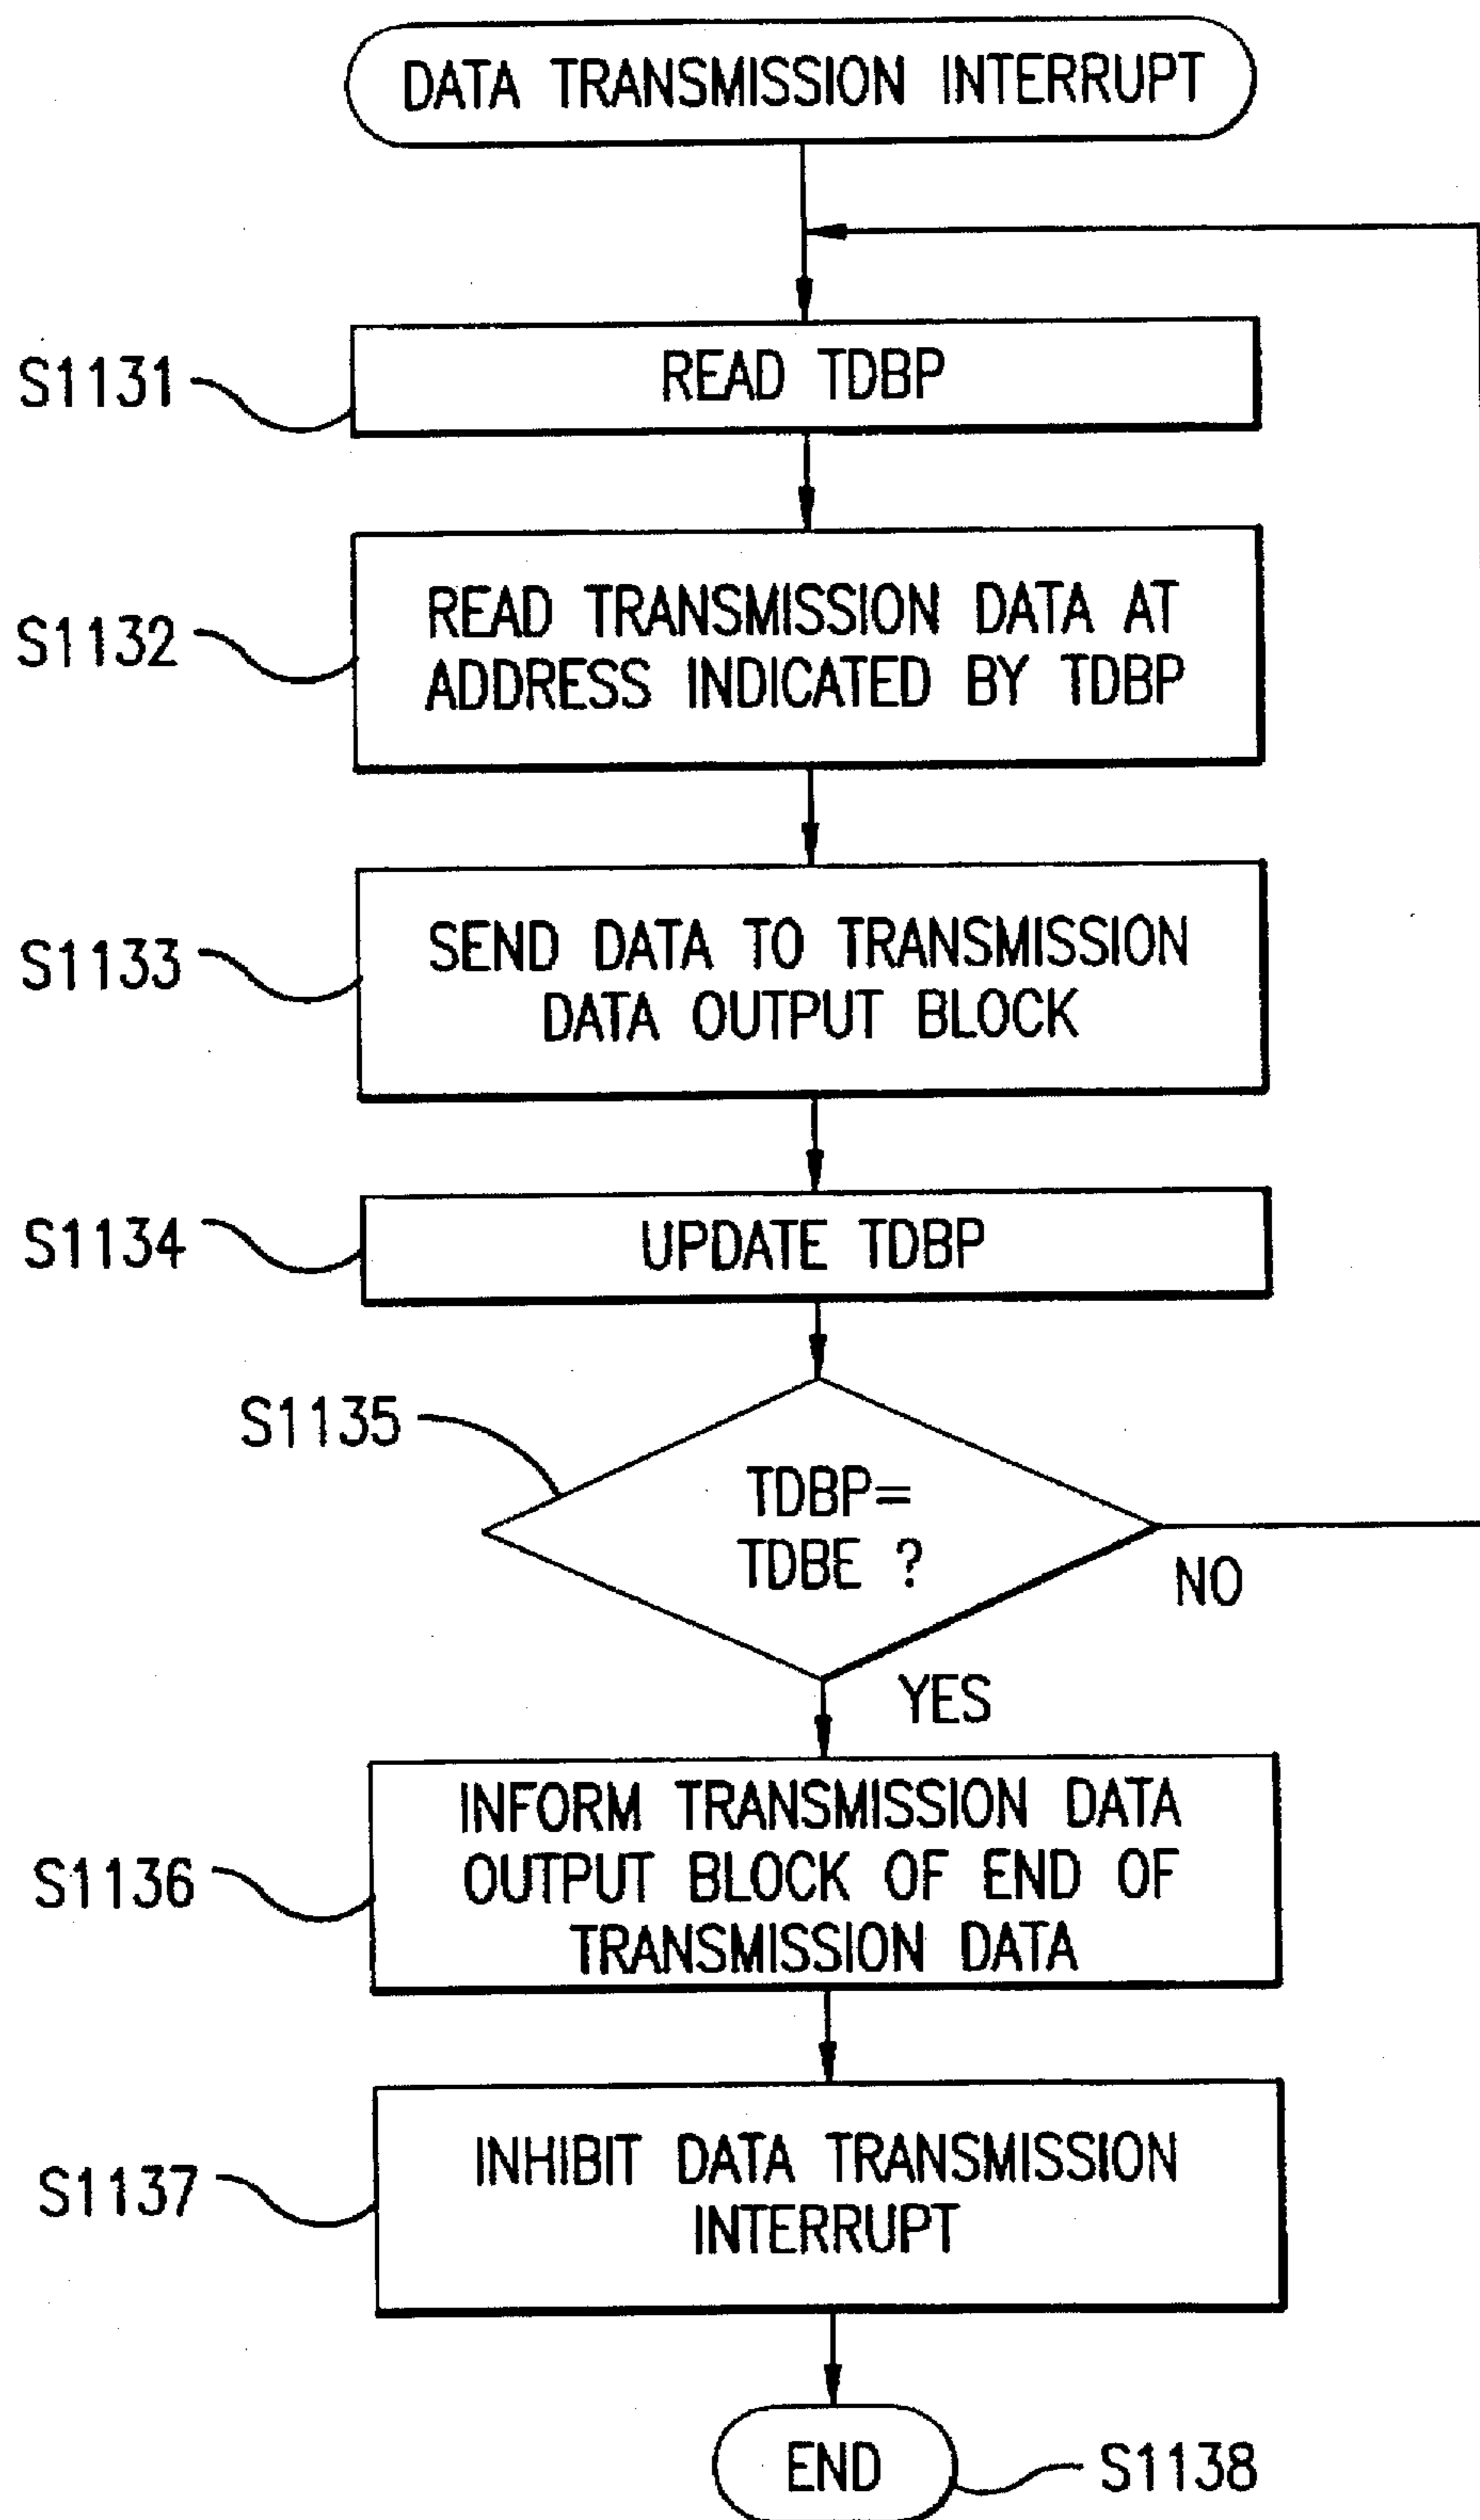 DATA TRANSMISSION INTERRUPT
S1131
READ TDBP
S1132
READ TRANSMISSION DATA AT
ADDRESS INDICATED BY TDBP
S1133
SEND DATA TO TRANSMISSION
DATA OUTPUT BLOCK
S1134
UPDATE TDBP
S1135
TDBP=
TDBE ?
NO
YES
S1136
INFORM TRANSMISSION DATA
OUTPUT BLOCK OF END OF
TRANSMISSION DATA
S1137
INHIBIT DATA TRANSMISSION
INTERRUPT
END
S1138